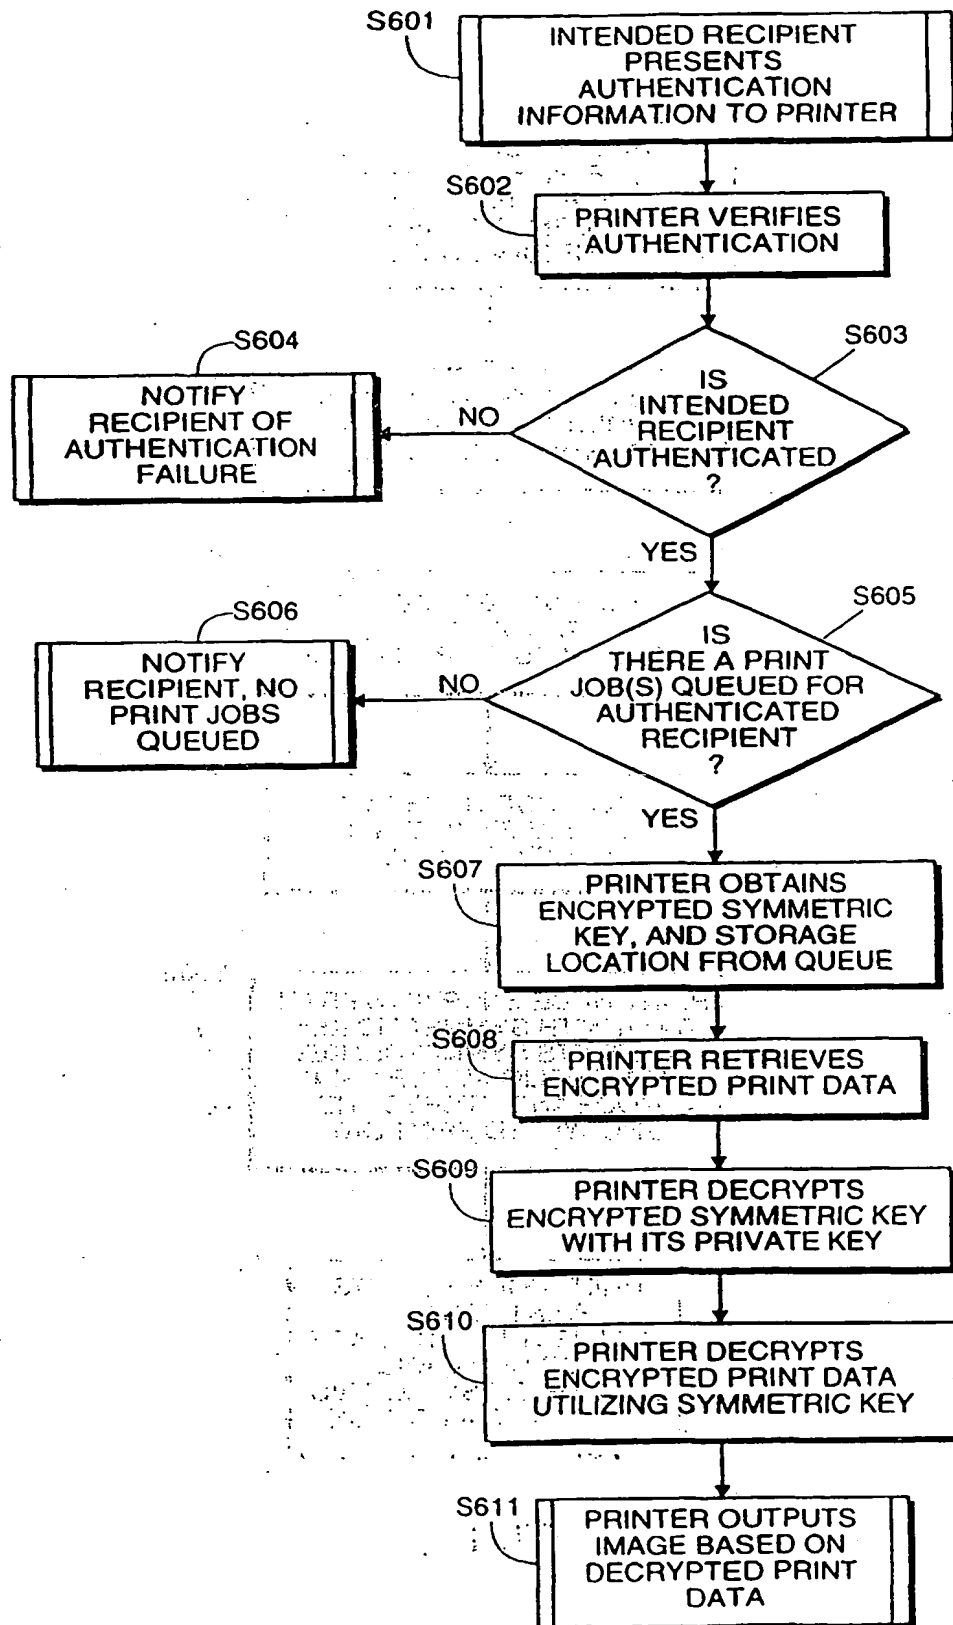 S601
INTENDED RECIPIENT
PRESENTS
AUTHENTICATION
INFORMATION TO PRINTER
S602
PRINTER VERIFIES
AUTHENTICATION
S603
IS
INTENDED
RECIPIENT
AUTHENTICATED
?
NO
S604
NOTIFY
RECIPIENT OF
AUTHENTICATION
FAILURE
YES
S605
IS
THERE A PRINT
JOB(S) QUEUED FOR
AUTHENTICATED
RECIPIENT
?
NO
S606
NOTIFY
RECIPIENT, NO
PRINT JOBS
QUEUED
YES
S607
PRINTER OBTAINS
ENCRYPTED SYMMETRIC
KEY, AND STORAGE
LOCATION FROM QUEUE
S608
PRINTER RETRIEVES
ENCRYPTED PRINT DATA
S609
PRINTER DECRYPTS
ENCRYPTED SYMMETRIC KEY
WITH ITS PRIVATE KEY
S610
PRINTER DECRYPTS
ENCRYPTED PRINT DATA
UTILIZING SYMMETRIC KEY
S611
PRINTER OUTPUTS
IMAGE BASED ON
DECRYPTED PRINT
DATA